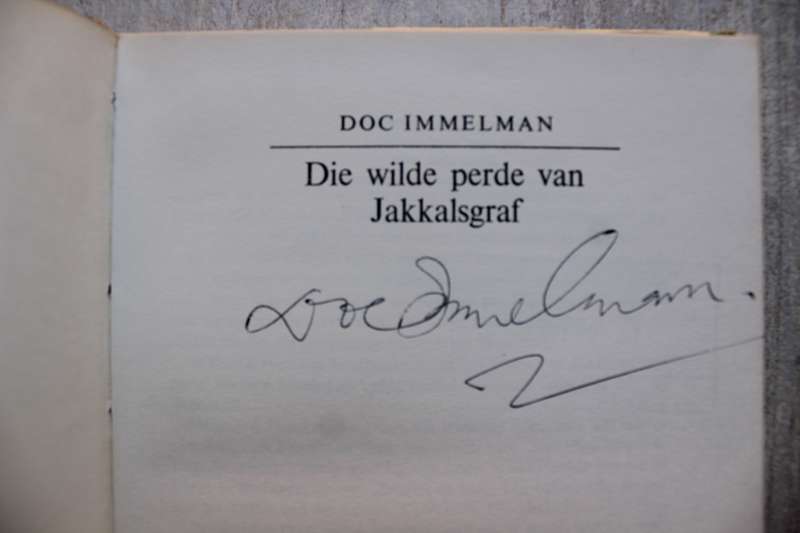 DOC IMMELMAN
Die wilde perde van
Jakkalsgraf
Doc Immelman.